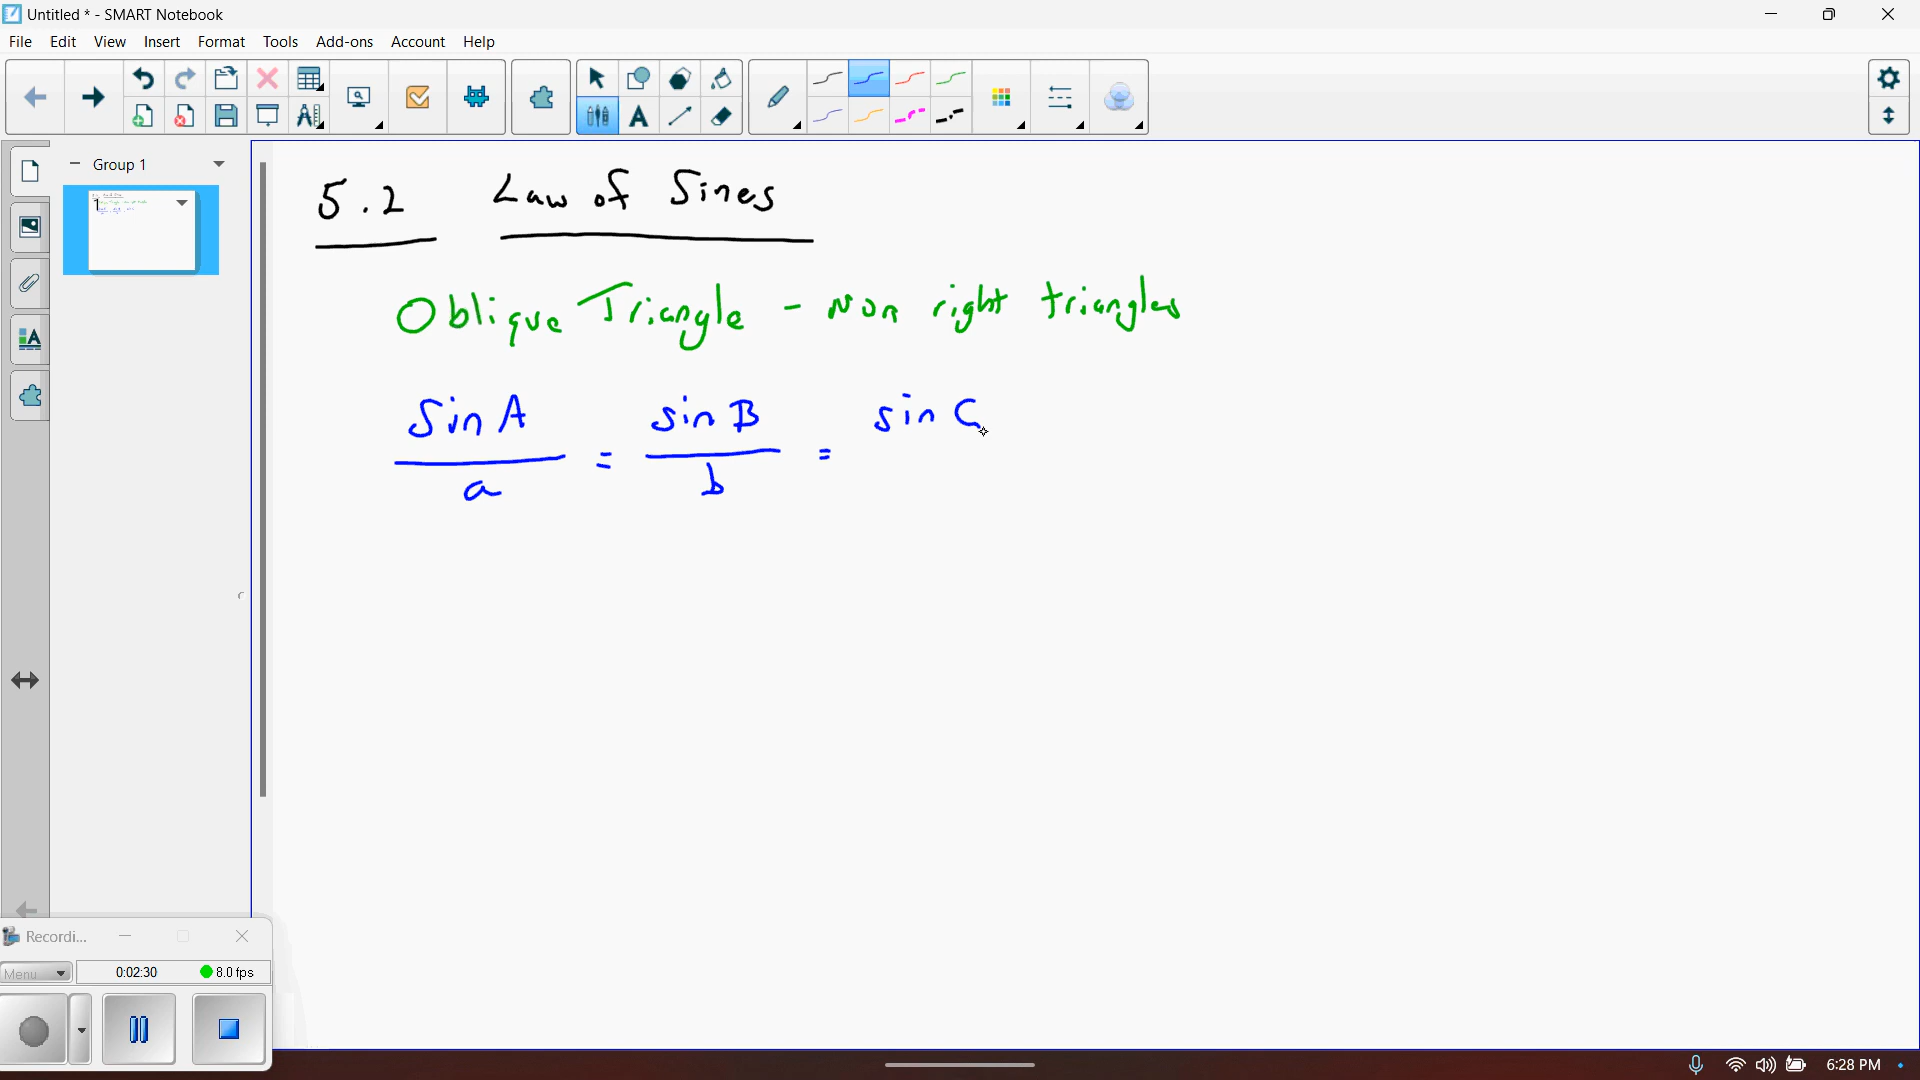 Untitled * - SMART Notebook
File Edit View Insert Format Tools Add-ons Account Help
Group 1
1
5.2 Law of Sines
Oblique Triangle - Non right triangles
sin A / a = sin B / b = sin C
Recordi...
Menu 0:02:30 8.0 fps
6:28 PM